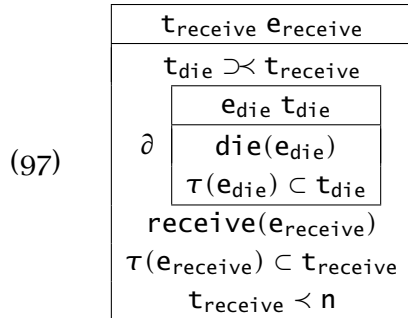 t_receive e_receive
t_die ⊃≺ t_receive
e_die t_die
(97) ∂ die(e_die)
τ(e_die) ⊂ t_die
receive(e_receive)
τ(e_receive) ⊂ t_receive
t_receive ≺ n